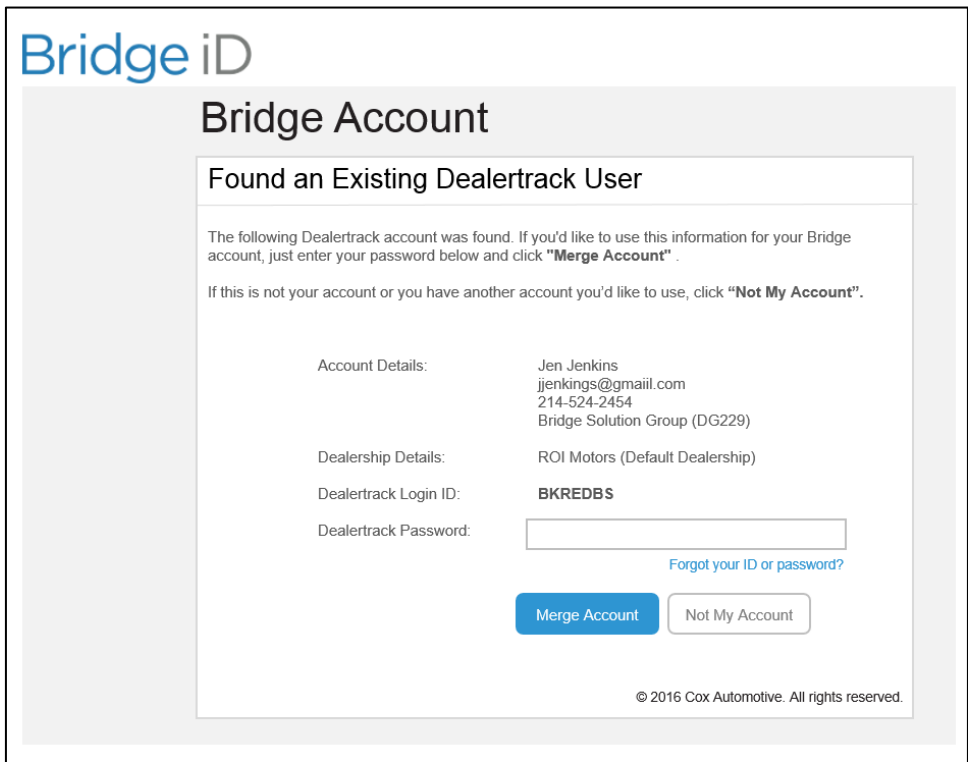 Bridge iD
Bridge Account
Found an Existing Dealertrack User
The following Dealertrack account was found. If you'd like to use this information for your Bridge
account, just enter your password below and click "Merge Account" .
If this is not your account or you have another account you’d like to use, click “Not My Account”.
Account Details: Jen Jenkins
jjenkings@gmaiil.com
214-524-2454
Bridge Solution Group (DG229)
Dealership Details: ROI Motors (Default Dealership)
Dealertrack Login ID: BKREDBS
Dealertrack Password:
Forgot your ID or password?
Merge Account Not My Account
© 2016 Cox Automotive. All rights reserved.